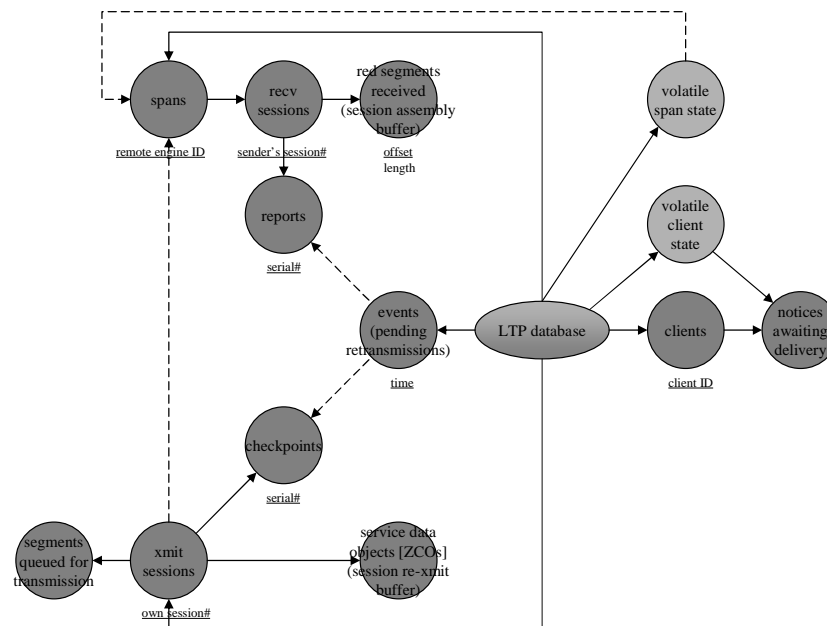 spans
remote engine ID
recv
sessions
sender's session#
red segments
received
(session assembly
buffer)
offset
length
volatile
span state
reports
serial#
volatile
client
state
events
(pending
retransmissions)
time
LTP database
clients
client ID
notices
awaiting
delivery
checkpoints
serial#
segments
queued for
transmission
xmit
sessions
own session#
service data
objects [ZCOs]
(session re-xmit
buffer)